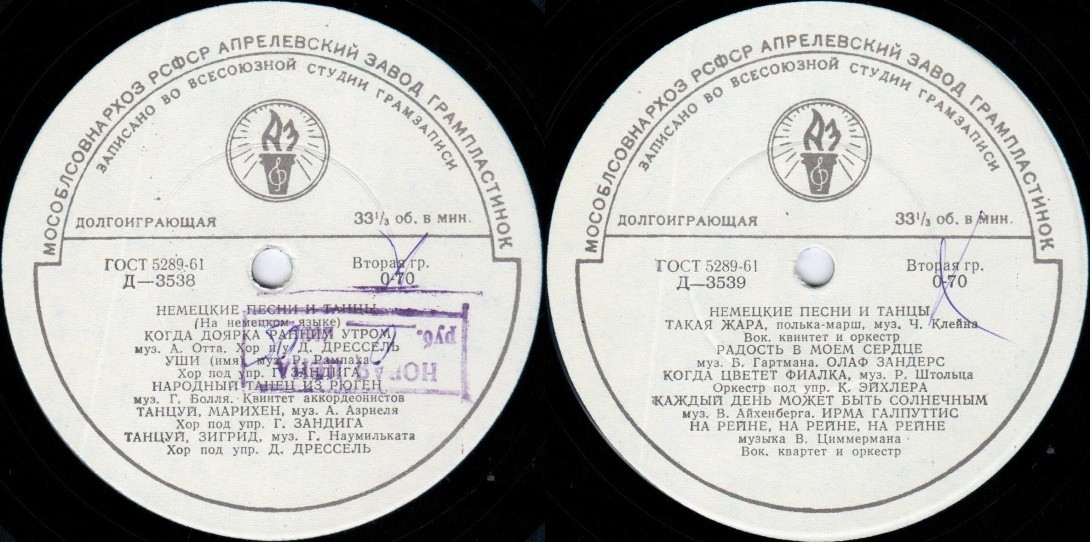 МОСОБЛСОВНАРХОЗ РСФСР АПРЕЛЕВСКИЙ ЗАВОД ГРАМПЛАСТИНОК
ЗАПИСАНО ВО ВСЕСОЮЗНОЙ СТУДИИ ГРАМЗАПИСИ
АЗ
ДОЛГОИГРАЮЩАЯ 33⅓ об. в мин.
ГОСТ 5289-61 Вторая гр.
Д—3538 0-70
НЕМЕЦКИЕ ПЕСНИ И ТАНЦЫ
(На немецком языке)
КОГДА ДОЯРКА РАННИМ УТРОМ
муз. А. Отта. Хор п/у Д. ДРЕССЕЛЬ
УШИ (имя) муз. Р.
Хор под упр. Г. ЗАНДИГА
НАРОДНЫЙ ТАНЕЦ ИЗ РЮГЕН
муз. Г. Болля. Квинтет аккордеонистов
ТАНЦУЙ, МАРИХЕН, муз. А. Азриеля
Хор под упр. Г. ЗАНДИГА
ТАНЦУЙ, ЗИГРИД, муз. Г. Наумилката
Хор под упр. Д. ДРЕССЕЛЬ
НОВАЯ ЦЕНА
руб.
МОСОБЛСОВНАРХОЗ РСФСР АПРЕЛЕВСКИЙ ЗАВОД ГРАМПЛАСТИНОК
ЗАПИСАНО ВО ВСЕСОЮЗНОЙ СТУДИИ ГРАМЗАПИСИ
АЗ
ДОЛГОИГРАЮЩАЯ 33⅓ об. в мин.
ГОСТ 5289-61 Вторая гр.
Д—3539 0-70
НЕМЕЦКИЕ ПЕСНИ И ТАНЦЫ
ТАКАЯ ЖАРА, полька-марш, муз. Ч. Клейна
Вок. квинтет и оркестр
РАДОСТЬ В МОЕМ СЕРДЦЕ
муз. Б. Гартмана. ОЛАФ ЗАНДЕРС
КОГДА ЦВЕТЕТ ФИАЛКА, муз. Р. Штольца
Оркестр под упр. К. ЭЙХЛЕРА
КАЖДЫЙ ДЕНЬ МОЖЕТ БЫТЬ СОЛНЕЧНЫМ
муз. В. Айхенберга. ИРМА ГАЛПУТТИС
НА РЕЙНЕ, НА РЕЙНЕ, НА РЕЙНЕ
музыка В. Циммермана
Вок. квартет и оркестр